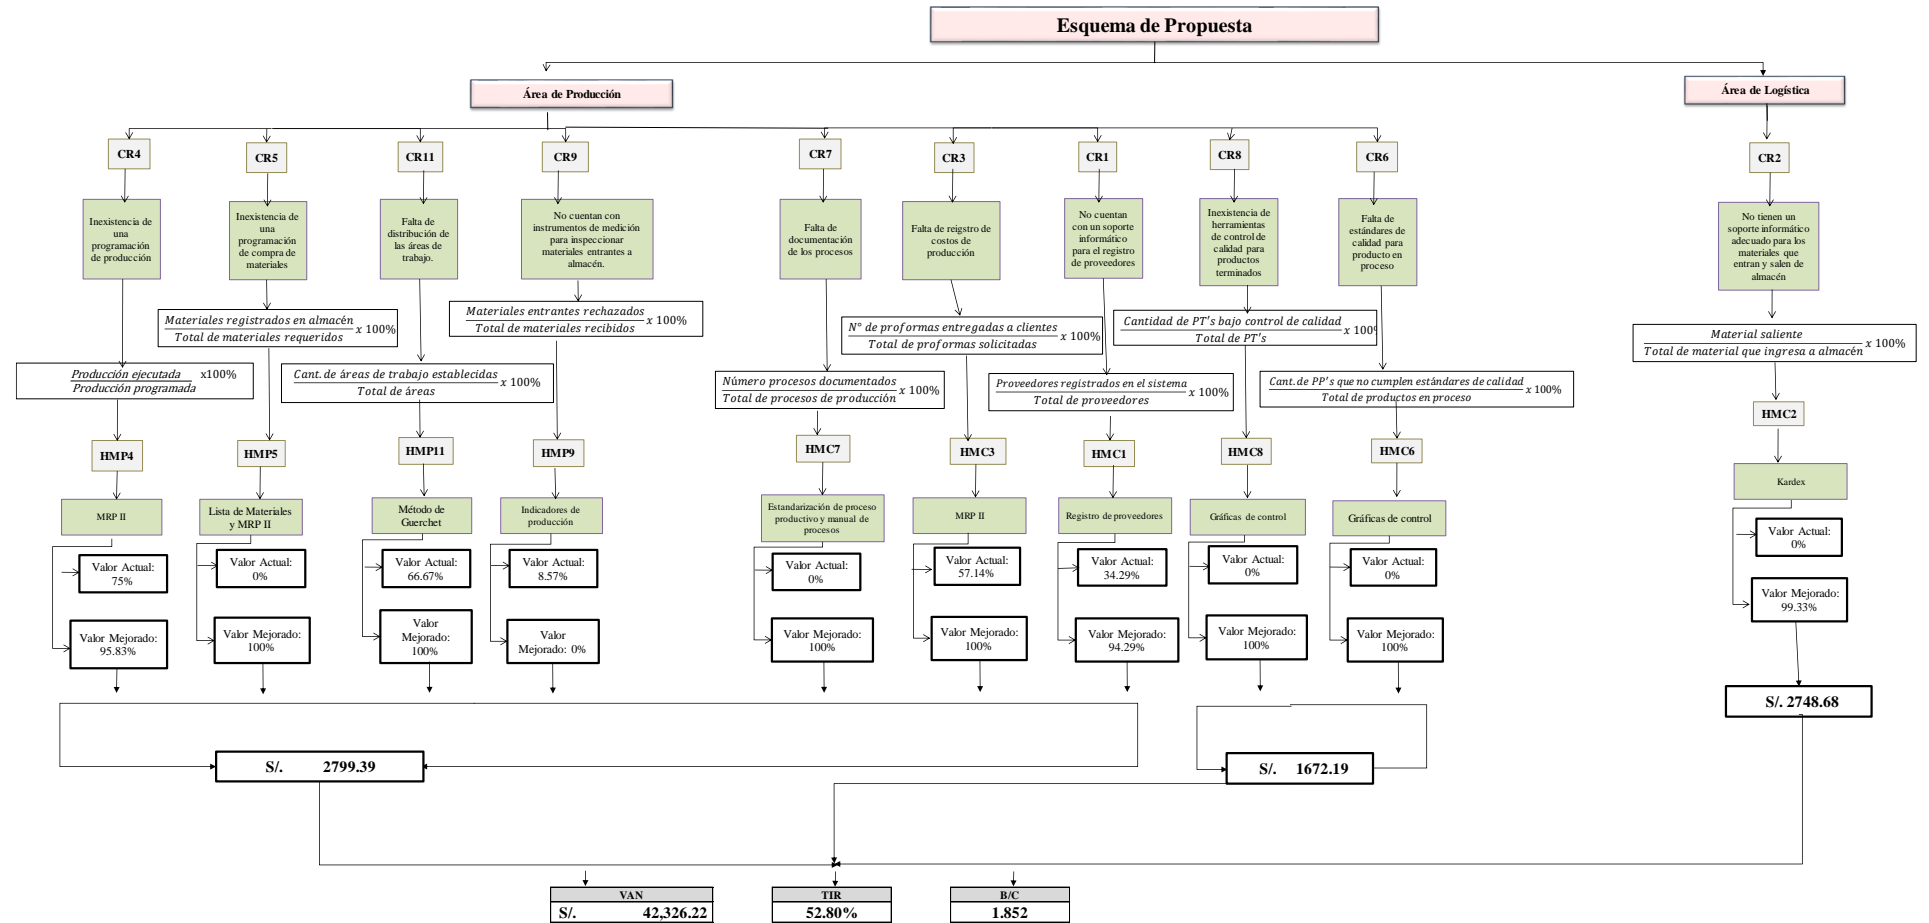 Esquema de Propuesta
Área de Producción
Área de Logística
CR4
CR5
CR11
CR9
CR7
CR3
CR1
CR8
CR6
CR2
Inexistencia de
una
programación
de producción
Inexistencia de
una
programación
de compra de
materiales
Falta de
distribución de
las áreas de
trabajo.
No cuentan con
instrumentos de medición
para inspeccionar
materiales entrantes a
almacén.
Falta de
documentación
de los procesos
Falta de reigstro de
costos de
producción
No cuentan
con un soporte
informático
para el registro
de proveedores
Inexistencia de
herramientas
de control de
calidad para
productos
terminados
Falta de
estándares de
calidad para
producto en
proceso
No tienen un
soporte informático
adecuado para los
materiales que
entran y salen de
almacén
Producción ejecutada
Producción programada
x100%
Materiales registrados en almacén
Total de materiales requeridos
x 100%
Cant. de áreas de trabajo establecidas
Total de áreas
x 100%
Materiales entrantes rechazados
Total de materiales recibidos
x 100%
Número procesos documentados
Total de procesos de producción
x 100%
N° de proformas entregadas a clientes
Total de proformas solicitadas
x 100%
Proveedores registrados en el sistema
Total de proveedores
x 100%
Cantidad de PT's bajo control de calidad
Total de PT's
x 100%
Cant. de PP's que no cumplen estándares de calidad
Total de productos en proceso
x 100%
Material saliente
Total de material que ingresa a almacén
x 100%
HMP4
HMP5
HMP11
HMP9
HMC7
HMC3
HMC1
HMC8
HMC6
HMC2
MRP II
Lista de Materiales
y MRP II
Método de
Guerchet
Indicadores de
producción
Estandarización de proceso
productivo y manual de
procesos
MRP II
Registro de proveedores
Gráficas de control
Gráficas de control
Kardex
Valor Actual:
75%
Valor Actual:
0%
Valor Actual:
66.67%
Valor Actual:
8.57%
Valor Actual:
0%
Valor Actual:
57.14%
Valor Actual:
34.29%
Valor Actual:
0%
Valor Actual:
0%
Valor Actual:
0%
Valor Mejorado:
95.83%
Valor Mejorado:
100%
Valor
Mejorado:
100%
Valor
Mejorado: 0%
Valor Mejorado:
100%
Valor Mejorado:
100%
Valor Mejorado:
94.29%
Valor Mejorado:
100%
Valor Mejorado:
100%
Valor Mejorado:
99.33%
S/. 2748.68
S/. 2799.39
S/. 1672.19
VAN
S/. 42,326.22
TIR
52.80%
B/C
1.852